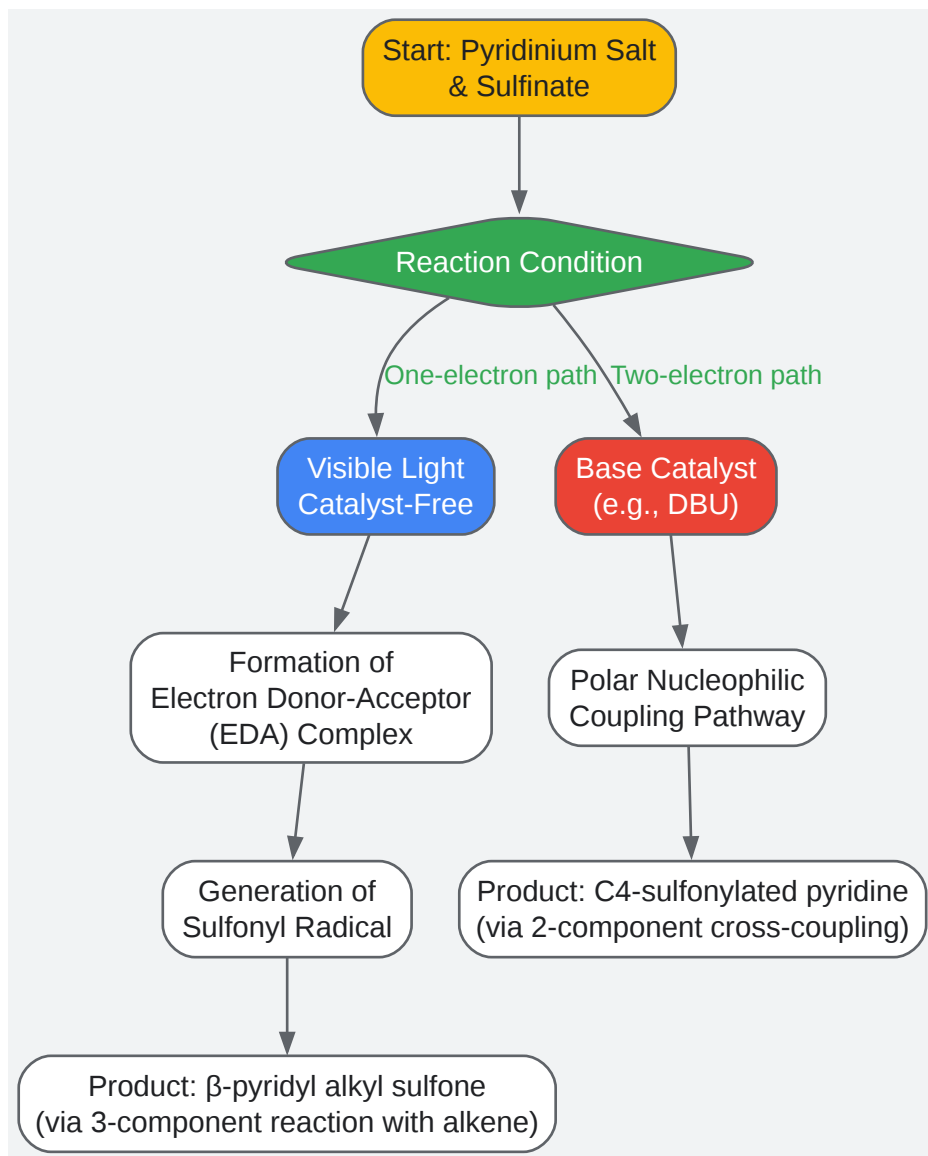 Start: Pyridinium Salt
& Sulfinate
Reaction Condition
One-electron path
Two-electron path
Visible Light
Catalyst-Free
Base Catalyst
(e.g., DBU)
Formation of
Electron Donor-Acceptor
(EDA) Complex
Polar Nucleophilic
Coupling Pathway
Generation of
Sulfonyl Radical
Product: C4-sulfonylated pyridine
(via 2-component cross-coupling)
Product: β-pyridyl alkyl sulfone
(via 3-component reaction with alkene)